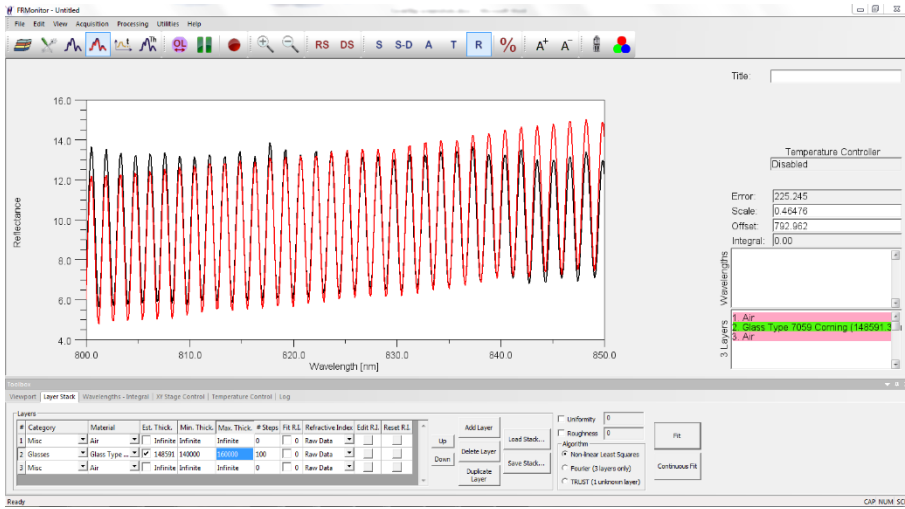 FRMonitor - Untitled
File Edit View Acquisition Processing Utilities Help
Th OL RS DS S S-D A T R % A+ A-
Title:
16.0
14.0
12.0
10.0
8.0
6.0
4.0
Reflectance
800.0 810.0 820.0 830.0 840.0 850.0
Wavelength [nm]
Temperature Controller
Disabled
Error: 225.245
Scale: 0.46476
Offset: 792.962
Integral: 0.00
Wavelengths
3 Layers
1. Air
2. Glass Type 7059 Corning (148591.3
3. Air
Toolbox
Viewport Layer Stack Wavelengths - Integral XY Stage Control Temperature Control Log
Layers
# Category Material Est. Thick. Min. Thick. Max. Thick. # Steps Fit R.I. Refractive Index Edit R.I. Reset R.I.
1 Misc Air Infinite Infinite Infinite 0 0 Raw Data
2 Glasses Glass Type ... 148591 140000 160000 100 0 Raw Data
3 Misc Air Infinite Infinite Infinite 0 0 Raw Data
Up
Down
Add Layer
Delete Layer
Duplicate Layer
Load Stack...
Save Stack...
Uniformity 0
Roughness 0
Algorithm
Non-linear Least Squares
Fourier (3 layers only)
TRUST (1 unknown layer)
Fit
Continuous Fit
Ready
CAP NUM SC